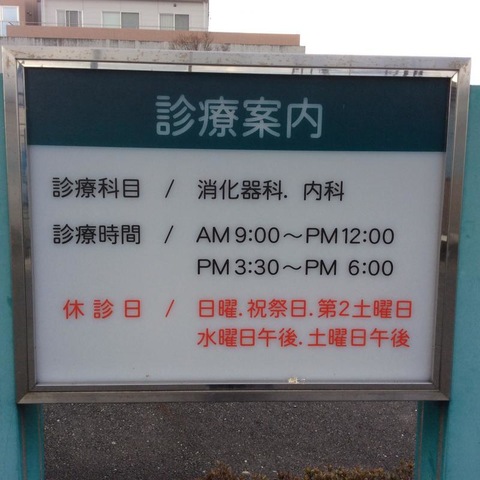 診療案内
診療科目 / 消化器科. 内科
診療時間 / AM 9:00～PM 12:00
PM 3:30～PM 6:00
休診日 / 日曜. 祝祭日. 第2土曜日
水曜日午後. 土曜日午後